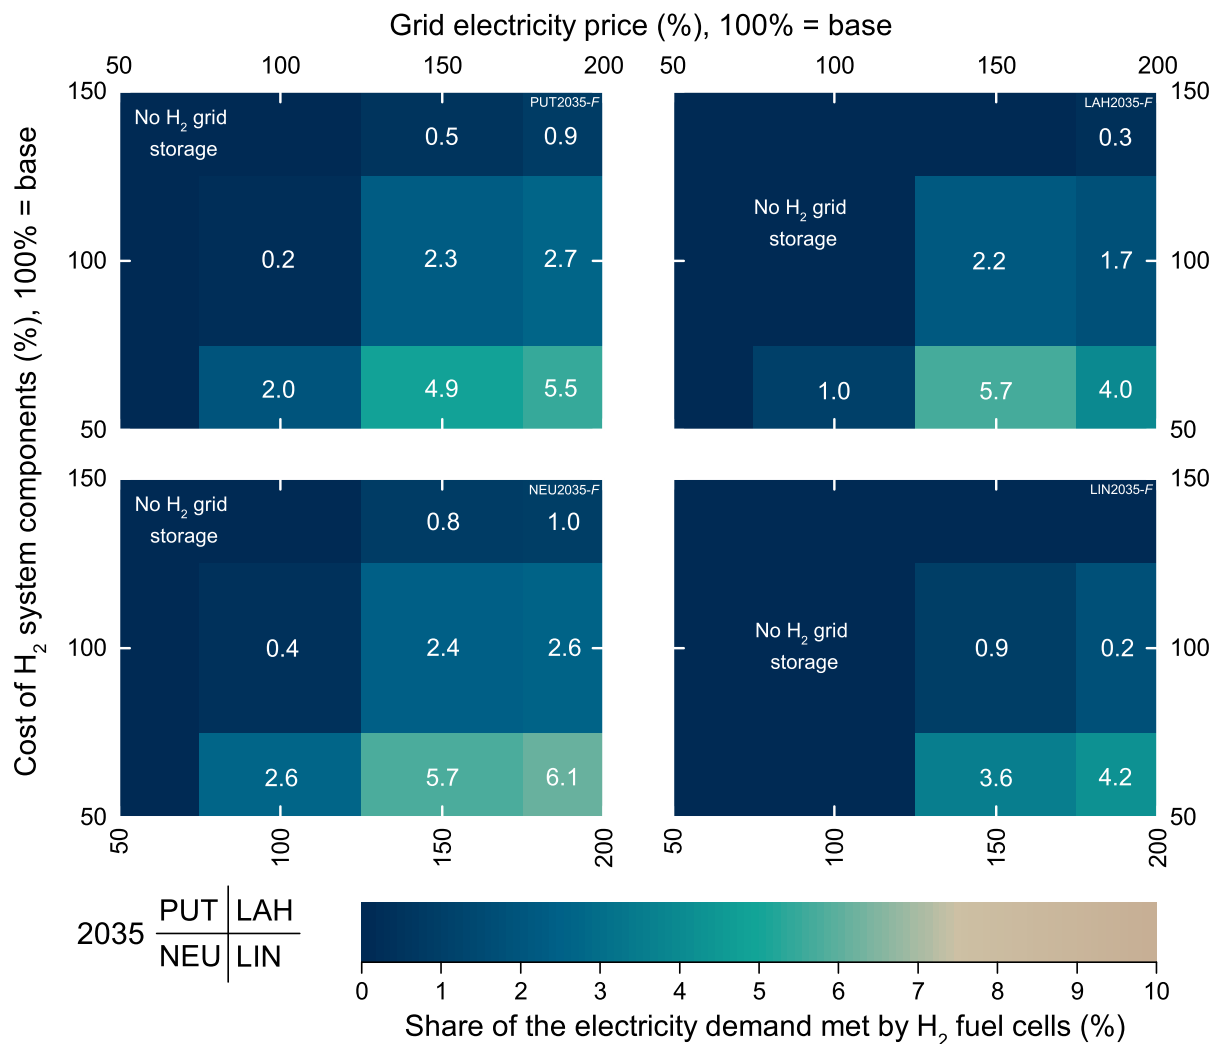 Grid electricity price (%), 100% = base
50 100 150 200 50 100 150 200
Cost of H2 system components (%), 100% = base
150 PUT2035-F LAH2035-F 150
No H2 grid
storage
0.5 0.9 0.3
No H2 grid
storage
100 0.2 2.3 2.7 2.2 1.7 100
2.0 4.9 5.5 1.0 5.7 4.0
50 50
150 NEU2035-F LIN2035-F 150
No H2 grid
storage
0.8 1.0
No H2 grid
storage
100 0.4 2.4 2.6 0.9 0.2 100
2.6 5.7 6.1 3.6 4.2
50 50
50 100 150 200 50 100 150 200
2035
PUT LAH
NEU LIN
0 1 2 3 4 5 6 7 8 9 10
Share of the electricity demand met by H2 fuel cells (%)